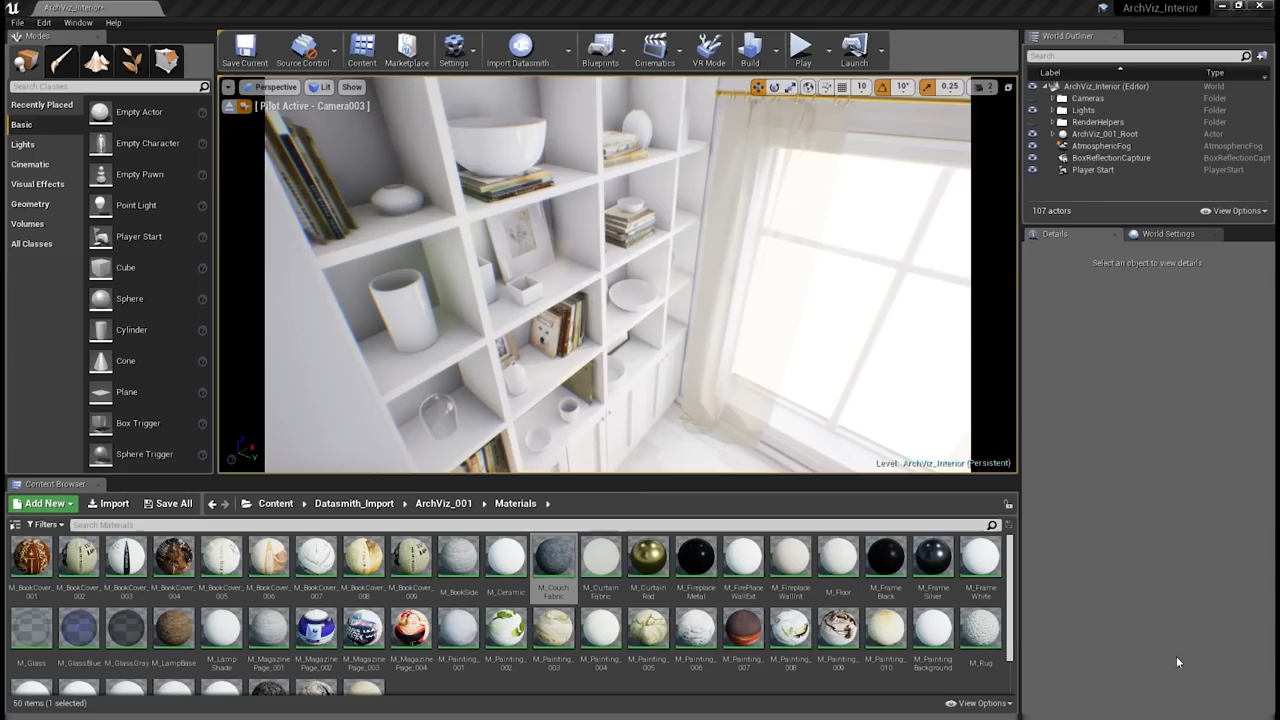 ArchViz_Interior•
ArchViz_Interior
File Edit Window Help
Modes
Search Classes
Recently Placed
Basic
Lights
Cinematic
Visual Effects
Geometry
Volumes
All Classes
Empty Actor
Empty Character
Empty Pawn
Point Light
Player Start
Cube
Sphere
Cylinder
Cone
Plane
Box Trigger
Sphere Trigger
Save Current Source Control Content Marketplace Settings Import Datasmith... Blueprints Cinematics VR Mode Build Play Launch
Perspective Lit Show 10 10° 0.25 2
[ Pilot Active - Camera003 ]
Level: ArchViz_Interior (Persistent)
World Outliner
Search
Label Type
ArchViz_Interior (Editor) World
Cameras Folder
Lights Folder
RenderHelpers Folder
ArchViz_001_Root Actor
AtmosphericFog AtmosphericFog
BoxReflectionCapture BoxReflectionCapt
Player Start PlayerStart
107 actors View Options
Details World Settings
Select an object to view details
Content Browser
Add New Import Save All Content Datasmith_Import ArchViz_001 Materials
Filters Search Materials
M_BookCover_001 M_BookCover_002 M_BookCover_003 M_BookCover_004 M_BookCover_005 M_BookCover_006 M_BookCover_007 M_BookCover_008 M_BookCover_009 M_BookSide M_Ceramic M_Couch Fabric M_Curtain Fabric M_Curtain Rod M_Fireplace Metal M_FirePlace WallExt M_Fireplace WallInt M_Floor M_Frame Black M_Frame Silver M_Frame White
M_Glass M_GlassBlue M_GlassGray M_LampBase M_Lamp Shade M_Magazine Page_001 M_Magazine Page_002 M_Magazine Page_003 M_Magazine Page_004 M_Painting_001 M_Painting_002 M_Painting_003 M_Painting_004 M_Painting_005 M_Painting_006 M_Painting_007 M_Painting_008 M_Painting_009 M_Painting_010 M_Painting Background M_Rug
50 items (1 selected) View Options